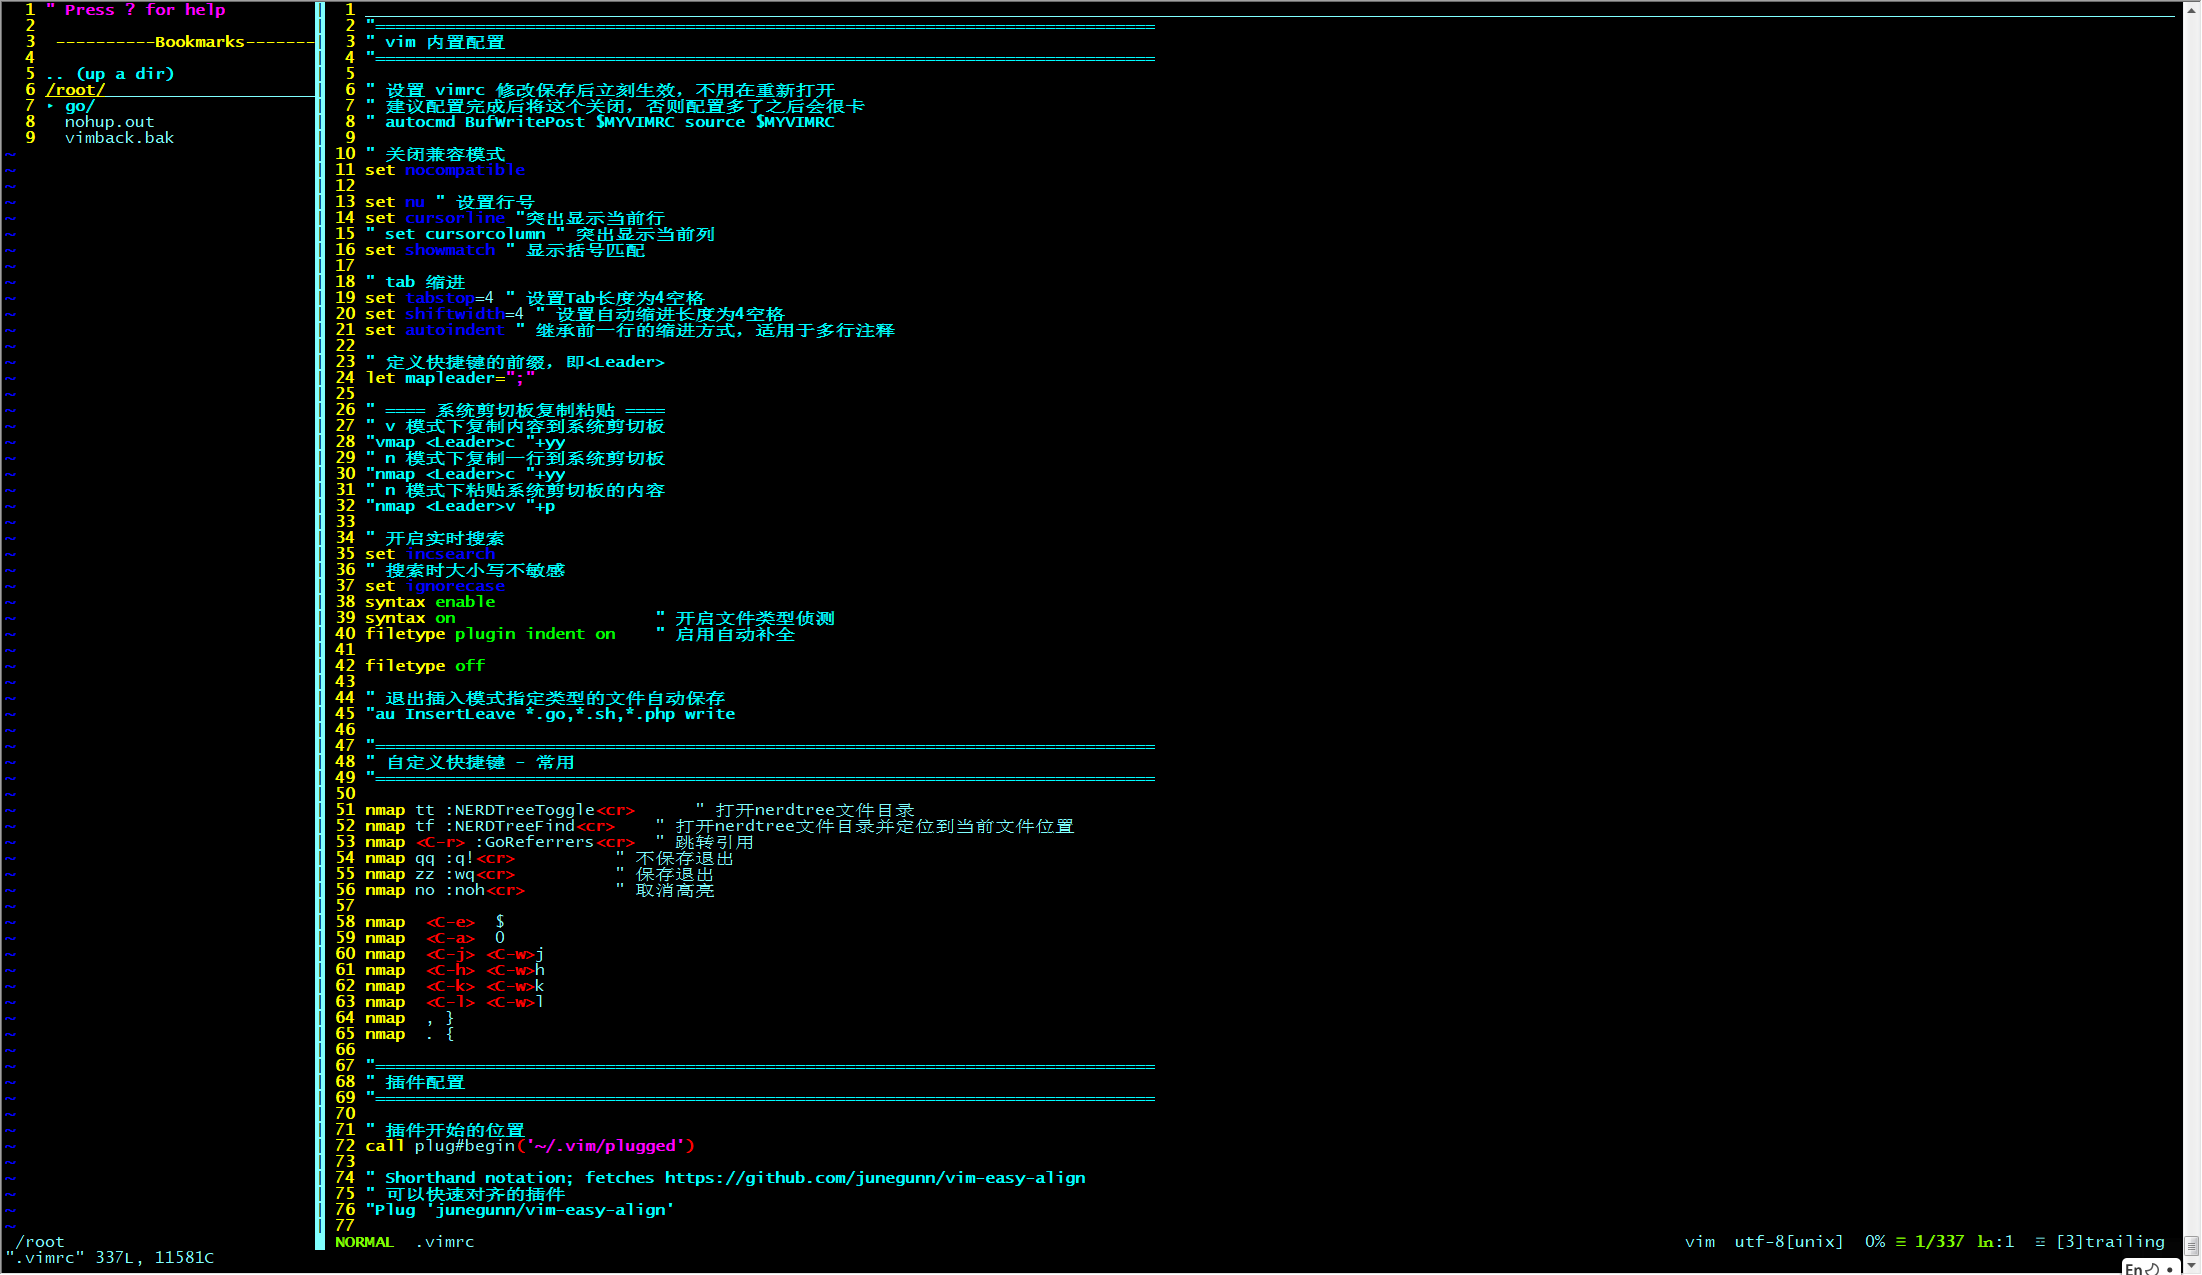 1 " Press ? for help
2
3  ----------Bookmarks-------
4
5 .. (up a dir)
6 /root/
7 ▸ go/
8   nohup.out
9   vimback.bak
1
2 "==============================================================================
3 " vim 内置配置
4 "==============================================================================
5
6 " 设置 vimrc 修改保存后立刻生效，不用在重新打开
7 " 建议配置完成后将这个关闭，否则配置多了之后会很卡
8 " autocmd BufWritePost $MYVIMRC source $MYVIMRC
9
10 " 关闭兼容模式
11 set nocompatible
12
13 set nu " 设置行号
14 set cursorline "突出显示当前行
15 " set cursorcolumn " 突出显示当前列
16 set showmatch " 显示括号匹配
17
18 " tab 缩进
19 set tabstop=4 " 设置Tab长度为4空格
20 set shiftwidth=4 " 设置自动缩进长度为4空格
21 set autoindent " 继承前一行的缩进方式，适用于多行注释
22
23 " 定义快捷键的前缀，即<Leader>
24 let mapleader=";"
25
26 " ==== 系统剪切板复制粘贴 ====
27 " v 模式下复制内容到系统剪切板
28 "vmap <Leader>c "+yy
29 " n 模式下复制一行到系统剪切板
30 "nmap <Leader>c "+yy
31 " n 模式下粘贴系统剪切板的内容
32 "nmap <Leader>v "+p
33
34 " 开启实时搜索
35 set incsearch
36 " 搜索时大小写不敏感
37 set ignorecase
38 syntax enable
39 syntax on                    " 开启文件类型侦测
40 filetype plugin indent on    " 启用自动补全
41
42 filetype off
43
44 " 退出插入模式指定类型的文件自动保存
45 "au InsertLeave *.go,*.sh,*.php write
46
47 "==============================================================================
48 " 自定义快捷键 - 常用
49 "==============================================================================
50
51 nmap tt :NERDTreeToggle<cr>      " 打开nerdtree文件目录
52 nmap tf :NERDTreeFind<cr>    " 打开nerdtree文件目录并定位到当前文件位置
53 nmap <C-r> :GoReferrers<cr>  " 跳转引用
54 nmap qq :q!<cr>          " 不保存退出
55 nmap zz :wq<cr>          " 保存退出
56 nmap no :noh<cr>         " 取消高亮
57
58 nmap  <C-e>  $
59 nmap  <C-a>  0
60 nmap  <C-j> <C-w>j
61 nmap  <C-h> <C-w>h
62 nmap  <C-k> <C-w>k
63 nmap  <C-l> <C-w>l
64 nmap  , }
65 nmap  . {
66
67 "==============================================================================
68 " 插件配置
69 "==============================================================================
70
71 " 插件开始的位置
72 call plug#begin('~/.vim/plugged')
73
74 " Shorthand notation; fetches https://github.com/junegunn/vim-easy-align
75 " 可以快速对齐的插件
76 "Plug 'junegunn/vim-easy-align'
77
/root
NORMAL  .vimrc    vim  utf-8[unix]  0% ≡ 1/337 ln:1  ☲ [3]trailing
".vimrc" 337L, 11581C
En